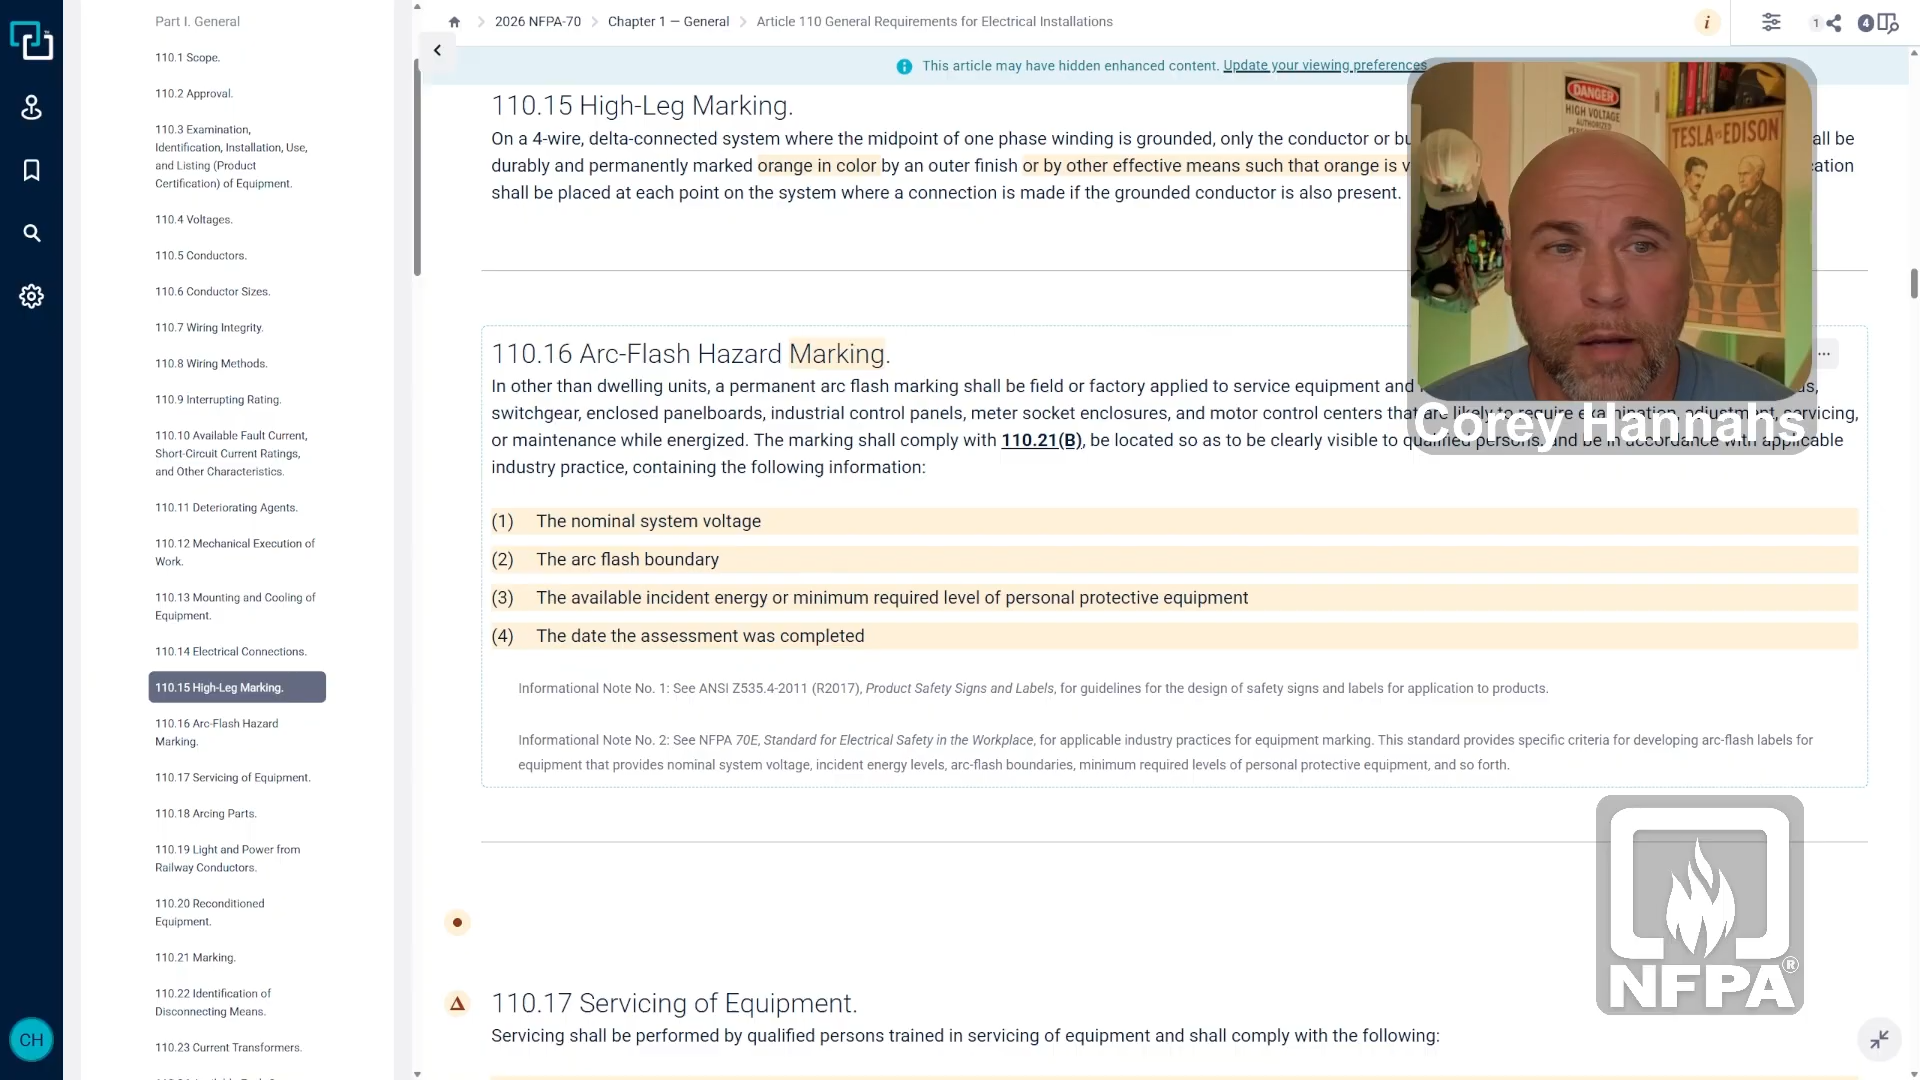 Part I. General
110.1 Scope.
110.2 Approval.
110.3 Examination,
Identification, Installation, Use,
and Listing (Product
Certification) of Equipment.
110.4 Voltages.
110.5 Conductors.
110.6 Conductor Sizes.
110.7 Wiring Integrity.
110.8 Wiring Methods.
110.9 Interrupting Rating.
110.10 Available Fault Current,
Short-Circuit Current Ratings,
and Other Characteristics.
110.11 Deteriorating Agents.
110.12 Mechanical Execution of
Work.
110.13 Mounting and Cooling of
Equipment.
110.14 Electrical Connections.
110.15 High-Leg Marking.
110.16 Arc-Flash Hazard
Marking.
110.17 Servicing of Equipment.
110.18 Arcing Parts.
110.19 Light and Power from
Railway Conductors.
110.20 Reconditioned
Equipment.
110.21 Marking.
110.22 Identification of
Disconnecting Means.
110.23 Current Transformers.
CH
2026 NFPA-70 Chapter 1 — General Article 110 General Requirements for Electrical Installations
i
1
4
This article may have hidden enhanced content. Update your viewing preferences
110.15 High-Leg Marking.
On a 4-wire, delta-connected system where the midpoint of one phase winding is grounded, only the conductor or bu all be
durably and permanently marked orange in color by an outer finish or by other effective means such that orange is v cation
shall be placed at each point on the system where a connection is made if the grounded conductor is also present.
110.16 Arc-Flash Hazard Marking.
In other than dwelling units, a permanent arc flash marking shall be field or factory applied to service equipment and
switchgear, enclosed panelboards, industrial control panels, meter socket enclosures, and motor control centers that are likely to require examination, adjustment, servicing,
or maintenance while energized. The marking shall comply with 110.21(B), be located so as to be clearly visible to qualified persons, and be in accordance with applicable
industry practice, containing the following information:
(1) The nominal system voltage
(2) The arc flash boundary
(3) The available incident energy or minimum required level of personal protective equipment
(4) The date the assessment was completed
Informational Note No. 1: See ANSI Z535.4-2011 (R2017), Product Safety Signs and Labels, for guidelines for the design of safety signs and labels for application to products.
Informational Note No. 2: See NFPA 70E, Standard for Electrical Safety in the Workplace, for applicable industry practices for equipment marking. This standard provides specific criteria for developing arc-flash labels for
equipment that provides nominal system voltage, incident energy levels, arc-flash boundaries, minimum required levels of personal protective equipment, and so forth.
110.17 Servicing of Equipment.
Servicing shall be performed by qualified persons trained in servicing of equipment and shall comply with the following:
DANGER
HIGH VOLTAGE
TESLA VS EDISON
Corey Hannahs
NFPA®